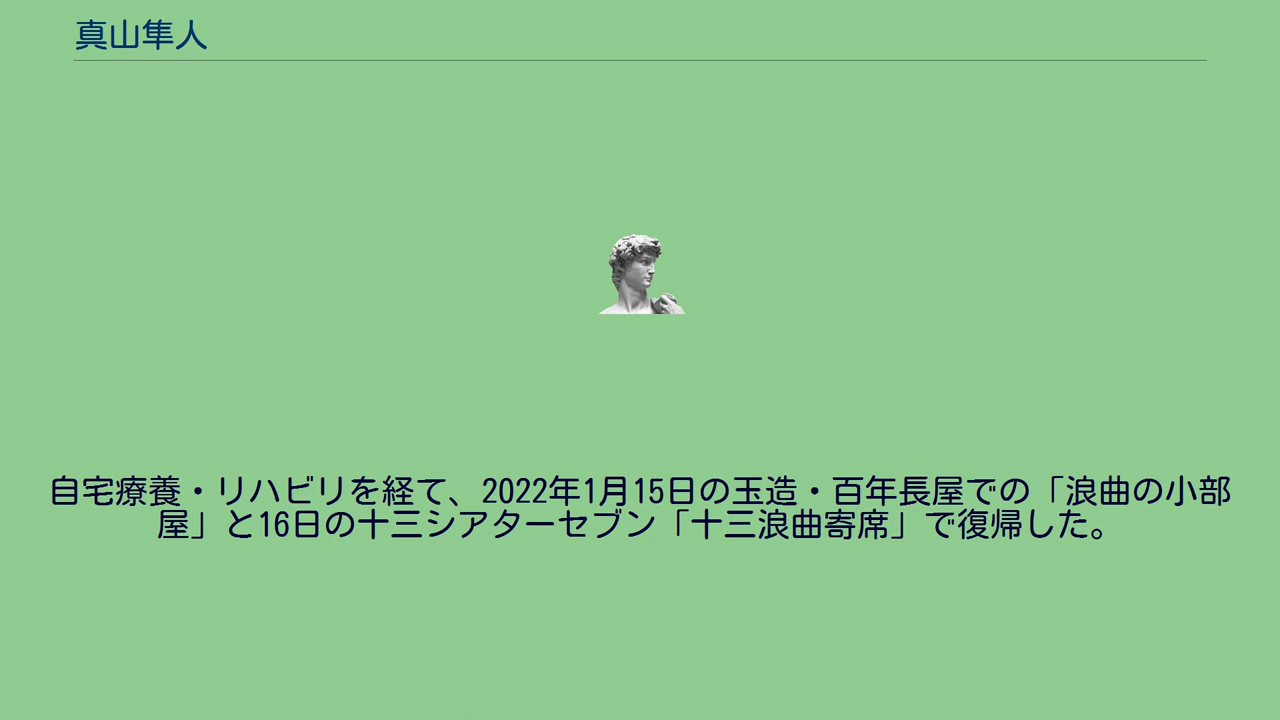 真山隼人
自宅療養・リハビリを経て、2022年1月15日の玉造・百年長屋での「浪曲の小部
屋」と16日の十三シアターセブン「十三浪曲寄席」で復帰した。